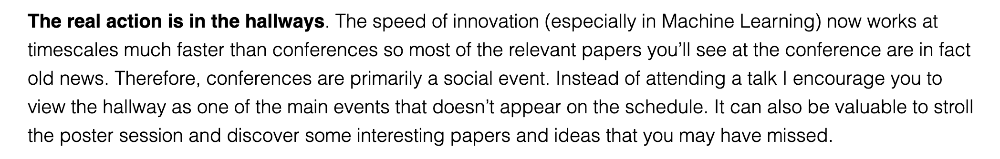 The real action is in the hallways. The speed of innovation (especially in Machine Learning) now works at
timescales much faster than conferences so most of the relevant papers you’ll see at the conference are in fact
old news. Therefore, conferences are primarily a social event. Instead of attending a talk I encourage you to
view the hallway as one of the main events that doesn’t appear on the schedule. It can also be valuable to stroll
the poster session and discover some interesting papers and ideas that you may have missed.